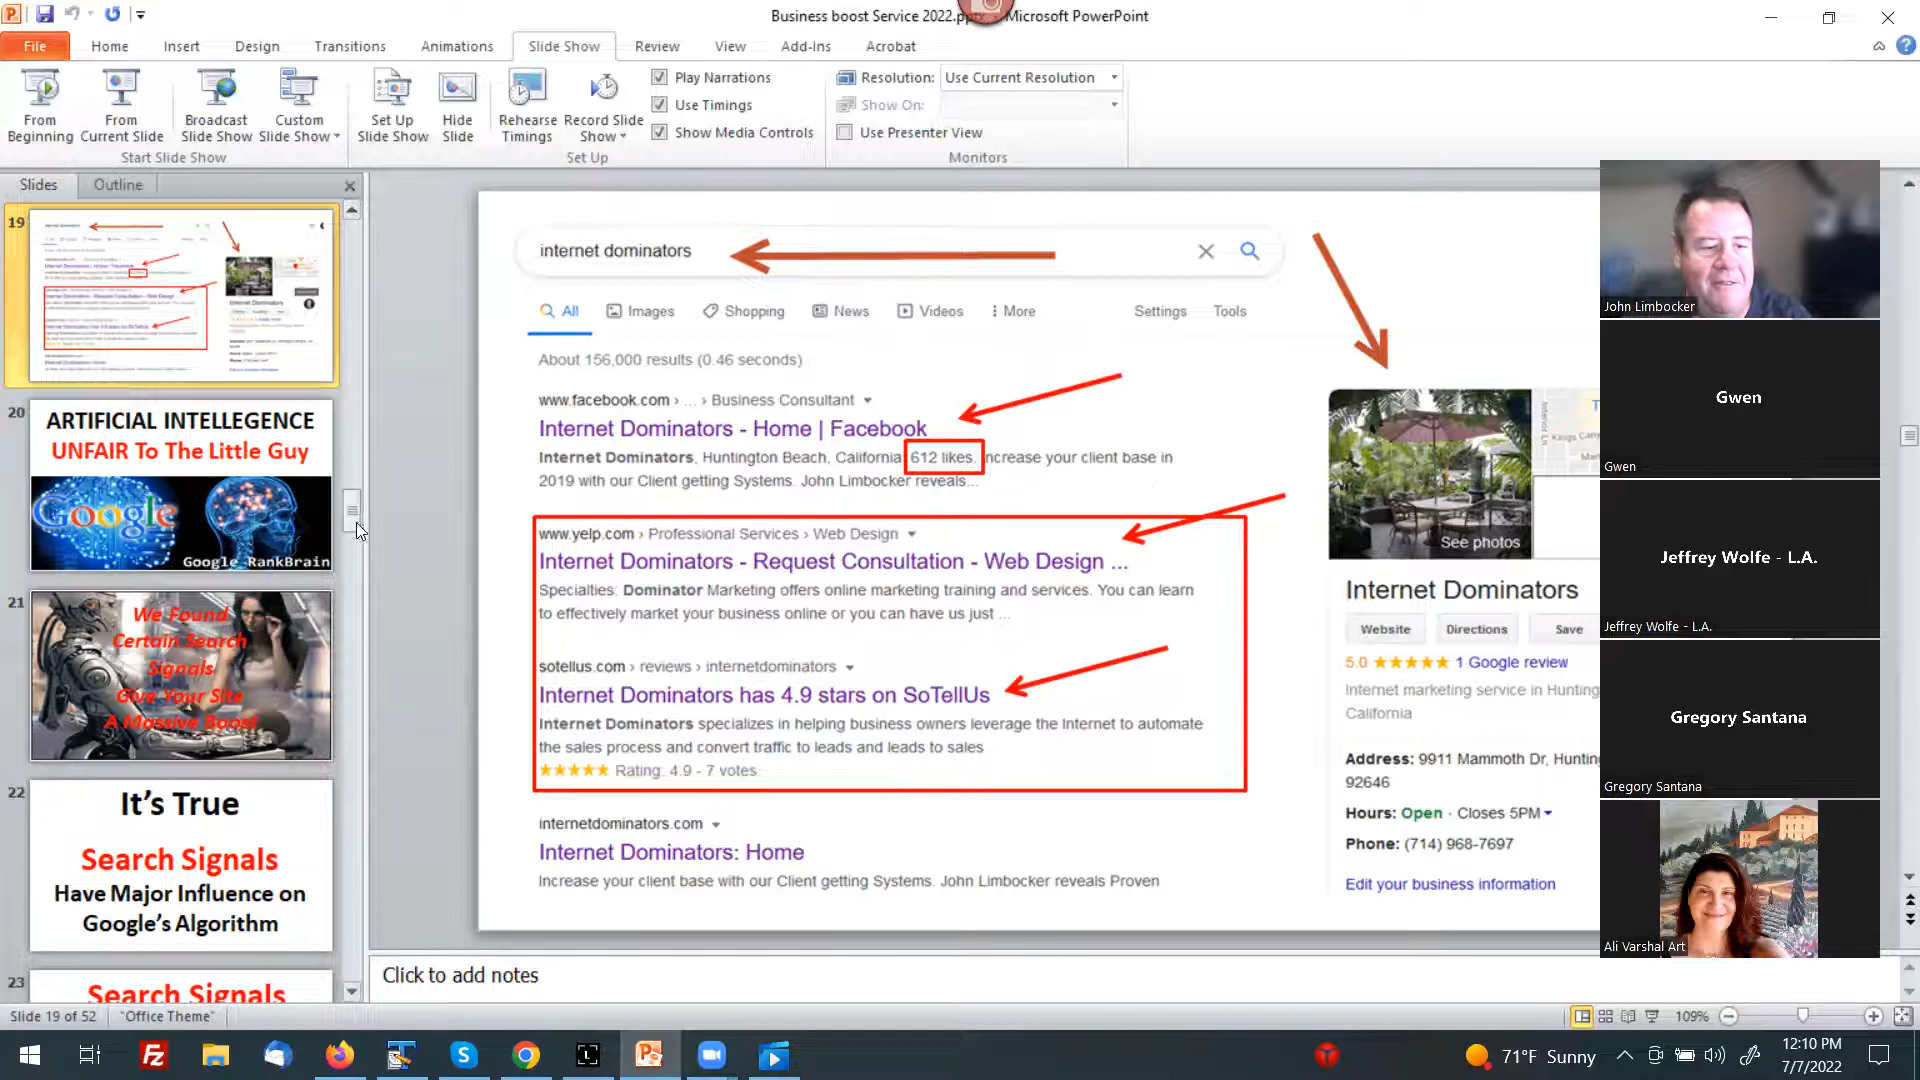 Business boost Service 2022.pptx - Microsoft PowerPoint
File
Home
Insert
Design
Transitions
Animations
Slide Show
Review
View
Add-Ins
Acrobat
From Beginning
From Current Slide
Broadcast Slide Show
Custom Slide Show
Set Up Slide Show
Hide Slide
Rehearse Timings
Record Slide Show
Play Narrations
Use Timings
Show Media Controls
Resolution: Use Current Resolution
Show On:
Use Presenter View
Start Slide Show
Set Up
Monitors
Slides
Outline
19
20
ARTIFICIAL INTELLEGENCE
UNFAIR To The Little Guy
Google
Google RankBrain
21
We Found
Certain Search
Signals
Give Your Site
A Massive Boost
22
It's True
Search Signals
Have Major Influence on
Google's Algorithm
23
Search Signals
internet dominators
All
Images
Shopping
News
Videos
More
Settings
Tools
About 156,000 results (0.46 seconds)
www.facebook.com › ... › Business Consultant
Internet Dominators - Home | Facebook
Internet Dominators, Huntington Beach, California 612 likes. Increase your client base in
2019 with our Client getting Systems. John Limbocker reveals...
www.yelp.com › Professional Services › Web Design
Internet Dominators - Request Consultation - Web Design ...
Specialties: Dominator Marketing offers online marketing training and services. You can learn
to effectively market your business online or you can have us just ...
sotellus.com › reviews › internetdominators
Internet Dominators has 4.9 stars on SoTellUs
Internet Dominators specializes in helping business owners leverage the Internet to automate
the sales process and convert traffic to leads and leads to sales
★★★★★ Rating: 4.9 - 7 votes
internetdominators.com
Internet Dominators: Home
Increase your client base with our Client getting Systems. John Limbocker reveals Proven
See photos
Internet Dominators
Website
Directions
Save
5.0 ★★★★★ 1 Google review
Internet marketing service in Hunting
California
Address: 9911 Mammoth Dr, Hunting
92646
Hours: Open · Closes 5PM
Phone: (714) 968-7697
Edit your business information
John Limbocker
Gwen
Gwen
Jeffrey Wolfe - L.A.
Jeffrey Wolfe - L.A.
Gregory Santana
Gregory Santana
Ali Varshal Art
Click to add notes
Slide 19 of 52
"Office Theme"
109%
71°F Sunny
12:10 PM
7/7/2022